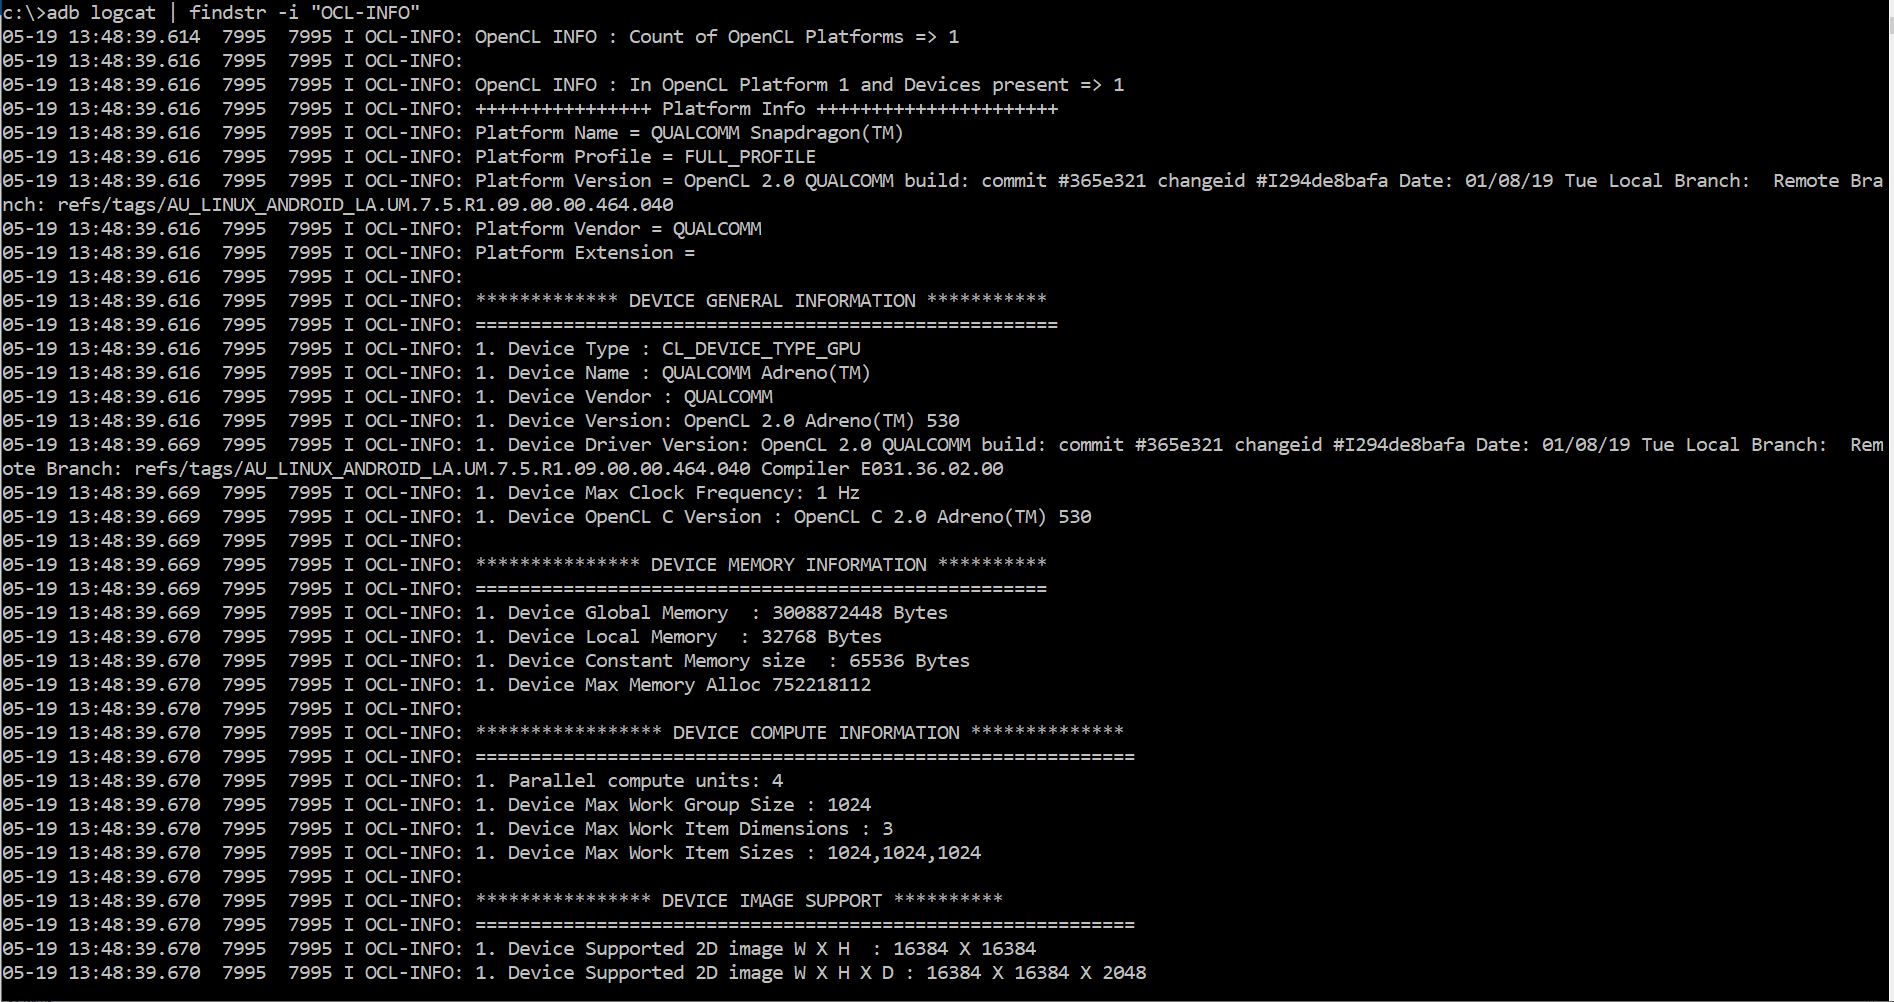 c:\>adb logcat | findstr -i "OCL-INFO"
05-19 13:48:39.614  7995  7995 I OCL-INFO: OpenCL INFO : Count of OpenCL Platforms => 1
05-19 13:48:39.616  7995  7995 I OCL-INFO:
05-19 13:48:39.616  7995  7995 I OCL-INFO: OpenCL INFO : In OpenCL Platform 1 and Devices present => 1
05-19 13:48:39.616  7995  7995 I OCL-INFO: ++++++++++++++++ Platform Info ++++++++++++++++++++++
05-19 13:48:39.616  7995  7995 I OCL-INFO: Platform Name = QUALCOMM Snapdragon(TM)
05-19 13:48:39.616  7995  7995 I OCL-INFO: Platform Profile = FULL_PROFILE
05-19 13:48:39.616  7995  7995 I OCL-INFO: Platform Version = OpenCL 2.0 QUALCOMM build: commit #365e321 changeid #I294de8bafa Date: 01/08/19 Tue Local Branch:  Remote Bra
nch: refs/tags/AU_LINUX_ANDROID_LA.UM.7.5.R1.09.00.00.464.040
05-19 13:48:39.616  7995  7995 I OCL-INFO: Platform Vendor = QUALCOMM
05-19 13:48:39.616  7995  7995 I OCL-INFO: Platform Extension =
05-19 13:48:39.616  7995  7995 I OCL-INFO:
05-19 13:48:39.616  7995  7995 I OCL-INFO: ************* DEVICE GENERAL INFORMATION ***********
05-19 13:48:39.616  7995  7995 I OCL-INFO: =====================================================
05-19 13:48:39.616  7995  7995 I OCL-INFO: 1. Device Type : CL_DEVICE_TYPE_GPU
05-19 13:48:39.616  7995  7995 I OCL-INFO: 1. Device Name : QUALCOMM Adreno(TM)
05-19 13:48:39.616  7995  7995 I OCL-INFO: 1. Device Vendor : QUALCOMM
05-19 13:48:39.616  7995  7995 I OCL-INFO: 1. Device Version: OpenCL 2.0 Adreno(TM) 530
05-19 13:48:39.669  7995  7995 I OCL-INFO: 1. Device Driver Version: OpenCL 2.0 QUALCOMM build: commit #365e321 changeid #I294de8bafa Date: 01/08/19 Tue Local Branch:  Rem
ote Branch: refs/tags/AU_LINUX_ANDROID_LA.UM.7.5.R1.09.00.00.464.040 Compiler E031.36.02.00
05-19 13:48:39.669  7995  7995 I OCL-INFO: 1. Device Max Clock Frequency: 1 Hz
05-19 13:48:39.669  7995  7995 I OCL-INFO: 1. Device OpenCL C Version : OpenCL C 2.0 Adreno(TM) 530
05-19 13:48:39.669  7995  7995 I OCL-INFO:
05-19 13:48:39.669  7995  7995 I OCL-INFO: *************** DEVICE MEMORY INFORMATION **********
05-19 13:48:39.669  7995  7995 I OCL-INFO: ====================================================
05-19 13:48:39.669  7995  7995 I OCL-INFO: 1. Device Global Memory  : 3008872448 Bytes
05-19 13:48:39.670  7995  7995 I OCL-INFO: 1. Device Local Memory  : 32768 Bytes
05-19 13:48:39.670  7995  7995 I OCL-INFO: 1. Device Constant Memory size  : 65536 Bytes
05-19 13:48:39.670  7995  7995 I OCL-INFO: 1. Device Max Memory Alloc 752218112
05-19 13:48:39.670  7995  7995 I OCL-INFO:
05-19 13:48:39.670  7995  7995 I OCL-INFO: ***************** DEVICE COMPUTE INFORMATION **************
05-19 13:48:39.670  7995  7995 I OCL-INFO: ============================================================
05-19 13:48:39.670  7995  7995 I OCL-INFO: 1. Parallel compute units: 4
05-19 13:48:39.670  7995  7995 I OCL-INFO: 1. Device Max Work Group Size : 1024
05-19 13:48:39.670  7995  7995 I OCL-INFO: 1. Device Max Work Item Dimensions : 3
05-19 13:48:39.670  7995  7995 I OCL-INFO: 1. Device Max Work Item Sizes : 1024,1024,1024
05-19 13:48:39.670  7995  7995 I OCL-INFO:
05-19 13:48:39.670  7995  7995 I OCL-INFO: **************** DEVICE IMAGE SUPPORT **********
05-19 13:48:39.670  7995  7995 I OCL-INFO: ============================================================
05-19 13:48:39.670  7995  7995 I OCL-INFO: 1. Device Supported 2D image W X H  : 16384 X 16384
05-19 13:48:39.670  7995  7995 I OCL-INFO: 1. Device Supported 2D image W X H X D : 16384 X 16384 X 2048